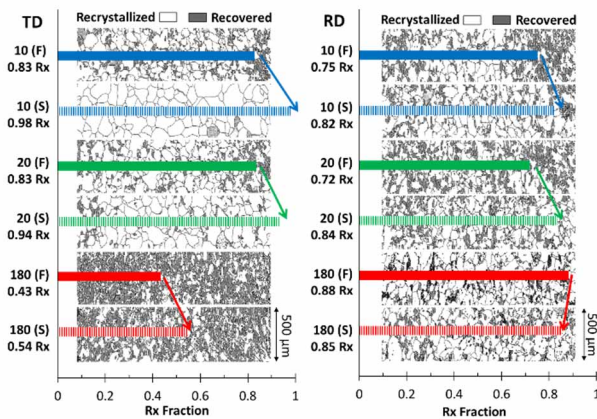 TD
Recrystallized
Recovered
10 (F)
0.83 Rx
10 (S)
0.98 Rx
20 (F)
0.83 Rx
20 (S)
0.94 Rx
180 (F)
0.43 Rx
180 (S)
0.54 Rx
500 µm
0 0.2 0.4 0.6 0.8 1
Rx Fraction
RD
Recrystallized
Recovered
10 (F)
0.75 Rx
10 (S)
0.82 Rx
20 (F)
0.72 Rx
20 (S)
0.84 Rx
180 (F)
0.88 Rx
180 (S)
0.85 Rx
500 µm
0 0.2 0.4 0.6 0.8 1
Rx Fraction